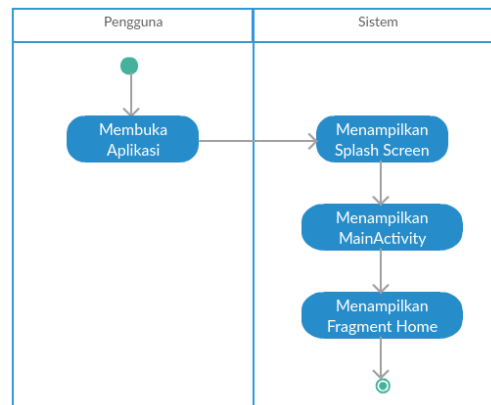 Pengguna
Sistem
Membuka
Aplikasi
Menampilkan
Splash Screen
Menampilkan
MainActivity
Menampilkan
Fragment Home